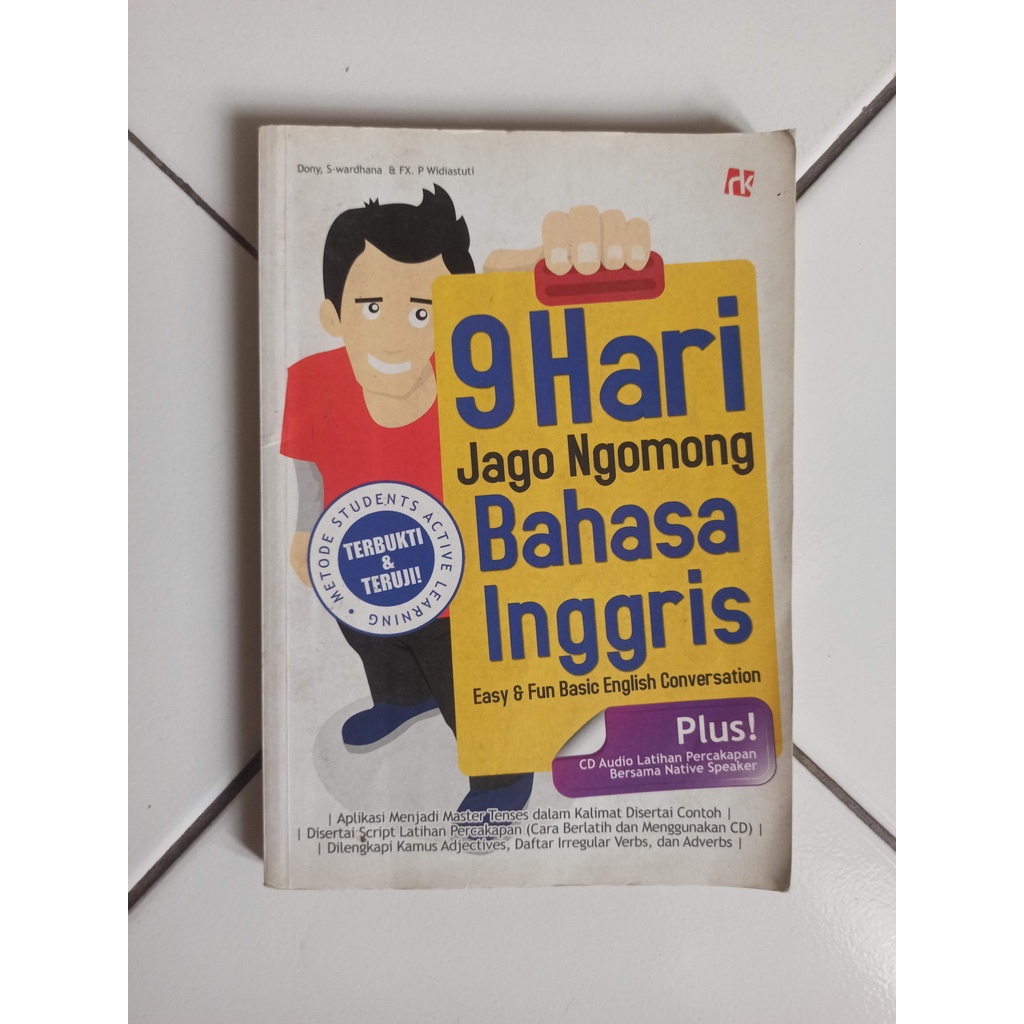 Dony, S-wardhana & FX. P Widiastuti
rk
9 Hari
Jago Ngomong
Bahasa
Inggris
Easy & Fun Basic English Conversation
METODE STUDENTS ACTIVE LEARNING
TERBUKTI
&
TERUJI!
Plus!
CD Audio Latihan Percakapan
Bersama Native Speaker
| Aplikasi Menjadi Master Tenses dalam Kalimat Disertai Contoh |
| Disertai Script Latihan Percakapan (Cara Berlatih dan Menggunakan CD) |
| Dilengkapi Kamus Adjectives, Daftar Irregular Verbs, dan Adverbs |